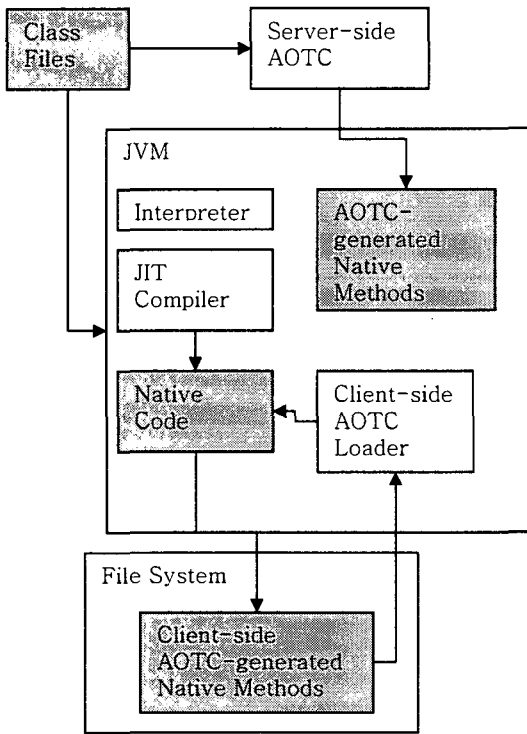 Class
Files
Server-side
AOTC
JVM
Interpreter
AOTC-
generated
Native
Methods
JIT
Compiler
Native
Code
Client-side
AOTC
Loader
File System
Client-side
AOTC-generated
Native Methods